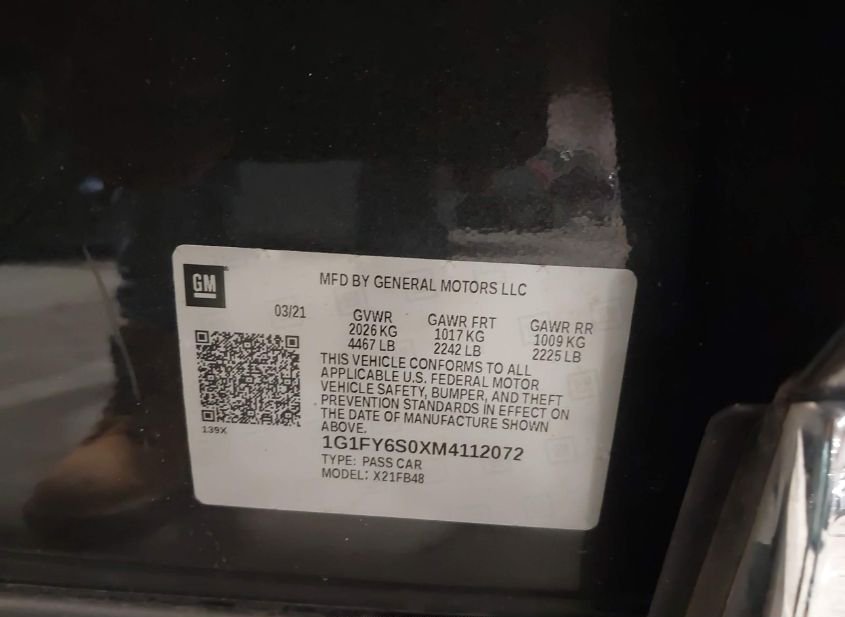 GM
MFD BY GENERAL MOTORS LLC
03/21
GVWR
2026 KG
4467 LB
GAWR FRT
1017 KG
2242 LB
GAWR RR
1009 KG
2225 LB
THIS VEHICLE CONFORMS TO ALL
APPLICABLE U.S. FEDERAL MOTOR
VEHICLE SAFETY, BUMPER, AND THEFT
PREVENTION STANDARDS IN EFFECT ON
THE DATE OF MANUFACTURE SHOWN
ABOVE.
139X
1G1FY6S0XM4112072
TYPE: PASS CAR
MODEL: X21FB48